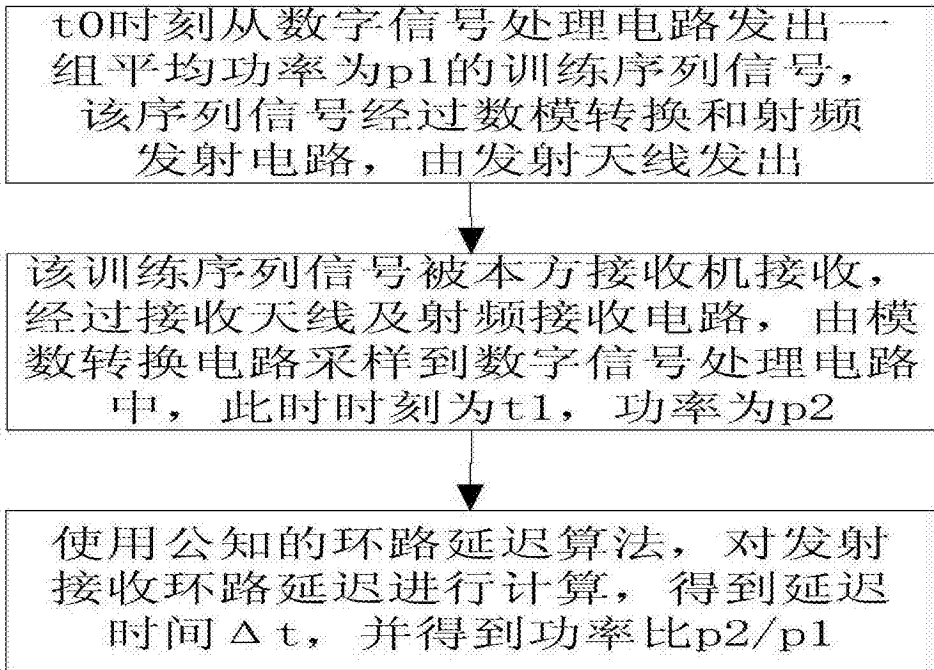 t0时刻从数字信号处理电路发出一
组平均功率为p1的训练序列信号，
该序列信号经过数模转换和射频
发射电路，由发射天线发出
该训练序列信号被本方接收机接收，
经过接收天线及射频接收电路，由模
数转换电路采样到数字信号处理电路
中，此时时刻为t1，功率为p2
使用公知的环路延迟算法，对发射
接收环路延迟进行计算，得到延迟
时间Δt，并得到功率比p2/p1